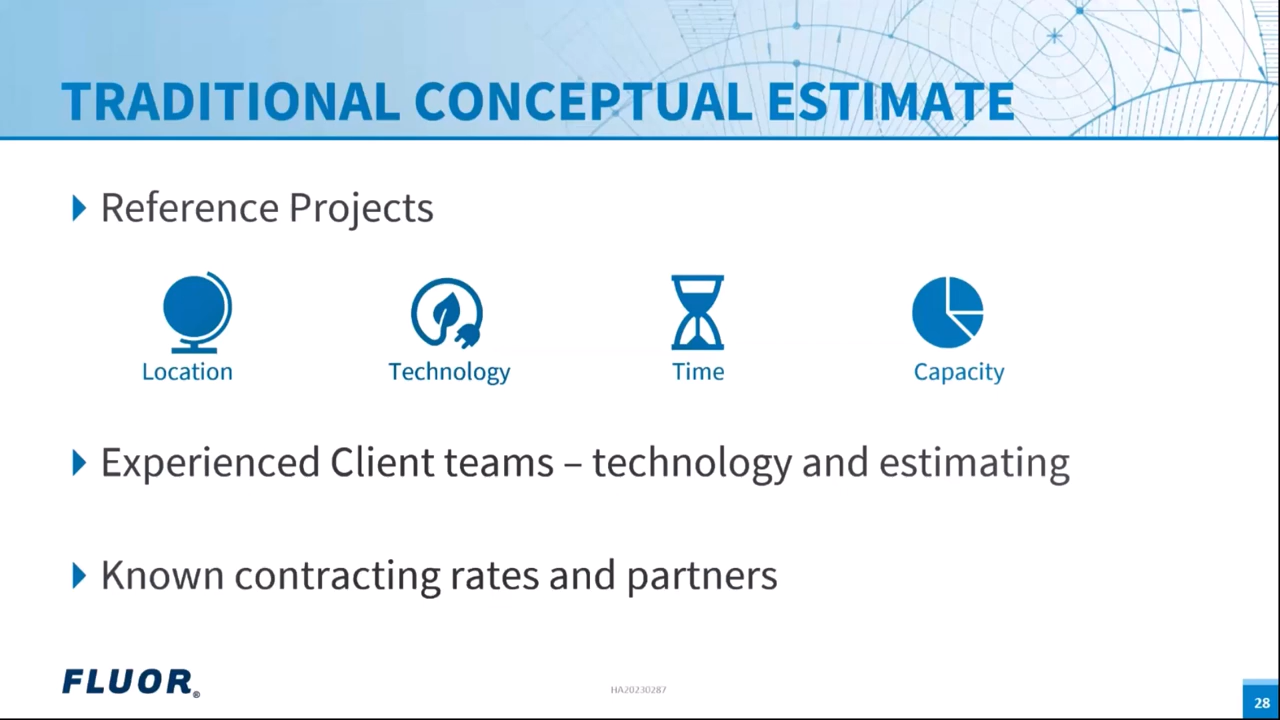 TRADITIONAL CONCEPTUAL ESTIMATE
Reference Projects
Location Technology Time Capacity
Experienced Client teams – technology and estimating
Known contracting rates and partners
FLUOR®
HA20230287
28